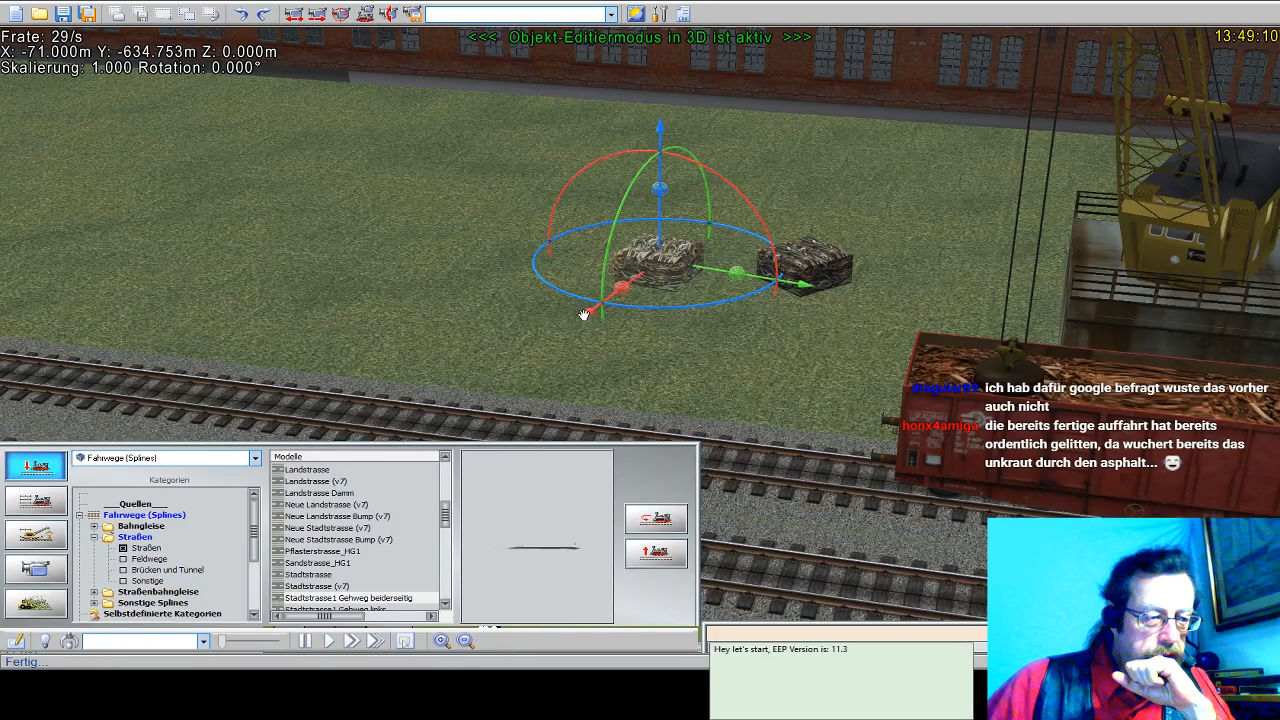 Frate: 29/s
<<< Objekt-Editiermodus in 3D ist aktiv >>>
13:49:10
X: -71.000m Y: -634.753m Z: 0.000m
Skalierung: 1.000 Rotation: 0.000°
dragular89 ich hab dafür google befragt wuste das vorher
auch nicht
honx4amiga die bereits fertige auffahrt hat bereits
ordentlich gelitten, da wuchert bereits das
unkraut durch den asphalt...
Fahrwege (Splines)
Kategorien
Quellen
Fahrwege (Splines)
Bahngleise
Straßen
Straßen
Feldwege
Brücken und Tunnel
Sonstige
Straßenbahngleise
Sonstige Splines
Selbstdefinierte Kategorien
Modelle
Landstrasse
Landstrasse (v7)
Landstrasse Damm
Neue Landstrasse (v7)
Neue Landstrasse Bump (v7)
Neue Stadtstrasse (v7)
Neue Stadtstrasse Bump (v7)
Pflasterstrasse_HG1
Sandstrasse_HG1
Stadtstrasse
Stadtstrasse (v7)
Stadtstrasse1 Gehweg beiderseitig
Stadtstrasse1 Gehweg links
Hey let's start, EEP Version is: 11.3
Fertig...